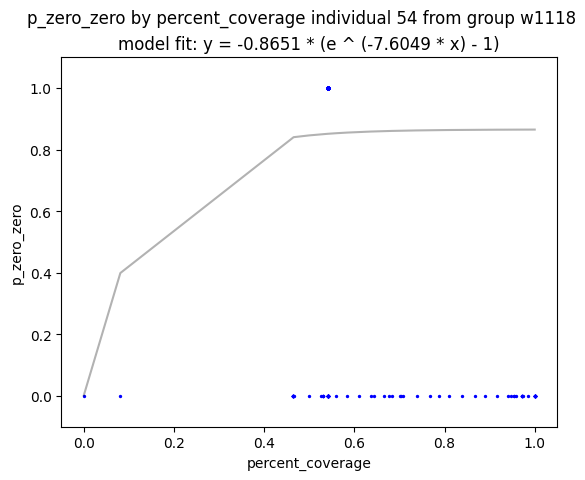 p_zero_zero by percent_coverage individual 54 from group w1118
model fit: y = -0.8651 * (e ^ (-7.6049 * x) - 1)
1.0
0.8
0.6
0.4
0.2
0.0
p_zero_zero
0.0 0.2 0.4 0.6 0.8 1.0
percent_coverage